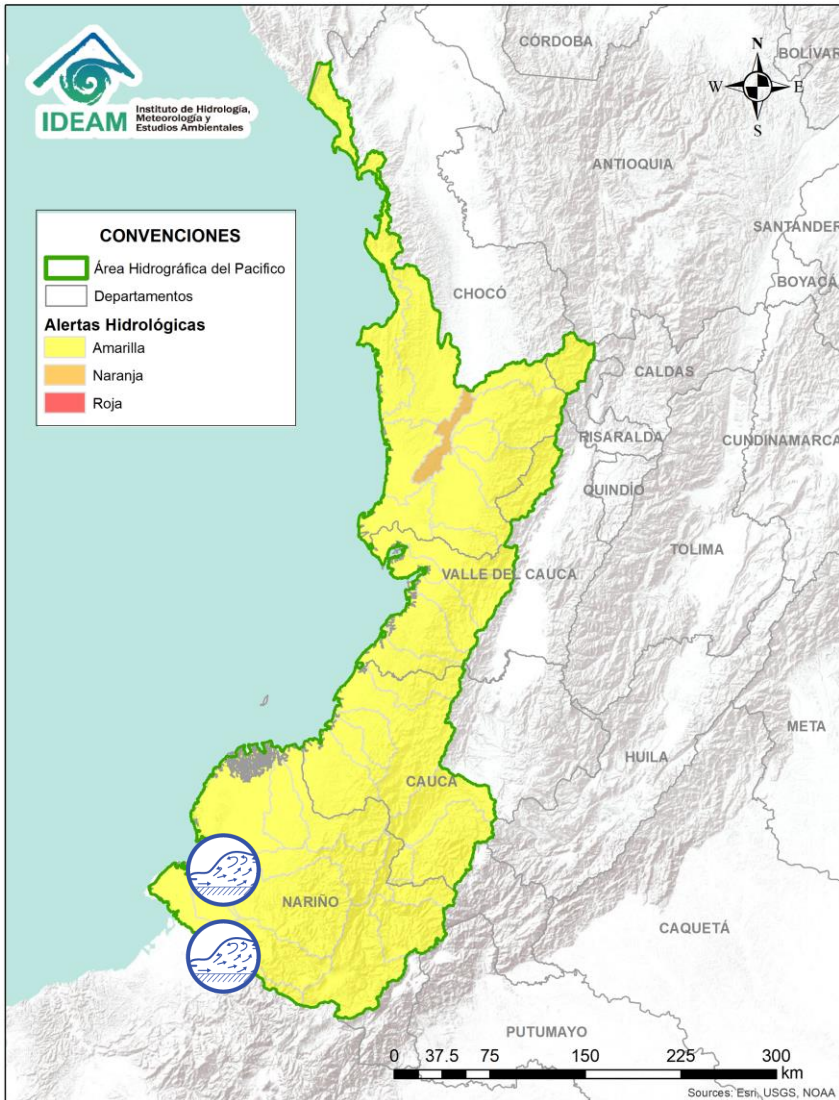 CÓRDOBA
BOLÍVAR
N
W
E
S
IDEAM
Instituto de Hidrología,
Meteorología y
Estudios Ambientales
ANTIOQUIA
SANTANDER
CONVENCIONES
Área Hidrográfica del Pacifico
Departamentos
Alertas Hidrológicas
Amarilla
Naranja
Roja
BOYACÁ
CHOCÓ
CALDAS
RISARALDA
CUNDINAMARCA
QUINDÍO
TOLIMA
VALLE DEL CAUCA
META
HUILA
CAUCA
NARIÑO
CAQUETÁ
PUTUMAYO
0 37.5 75 150 225 300
km
Sources: Esri, USGS, NOAA